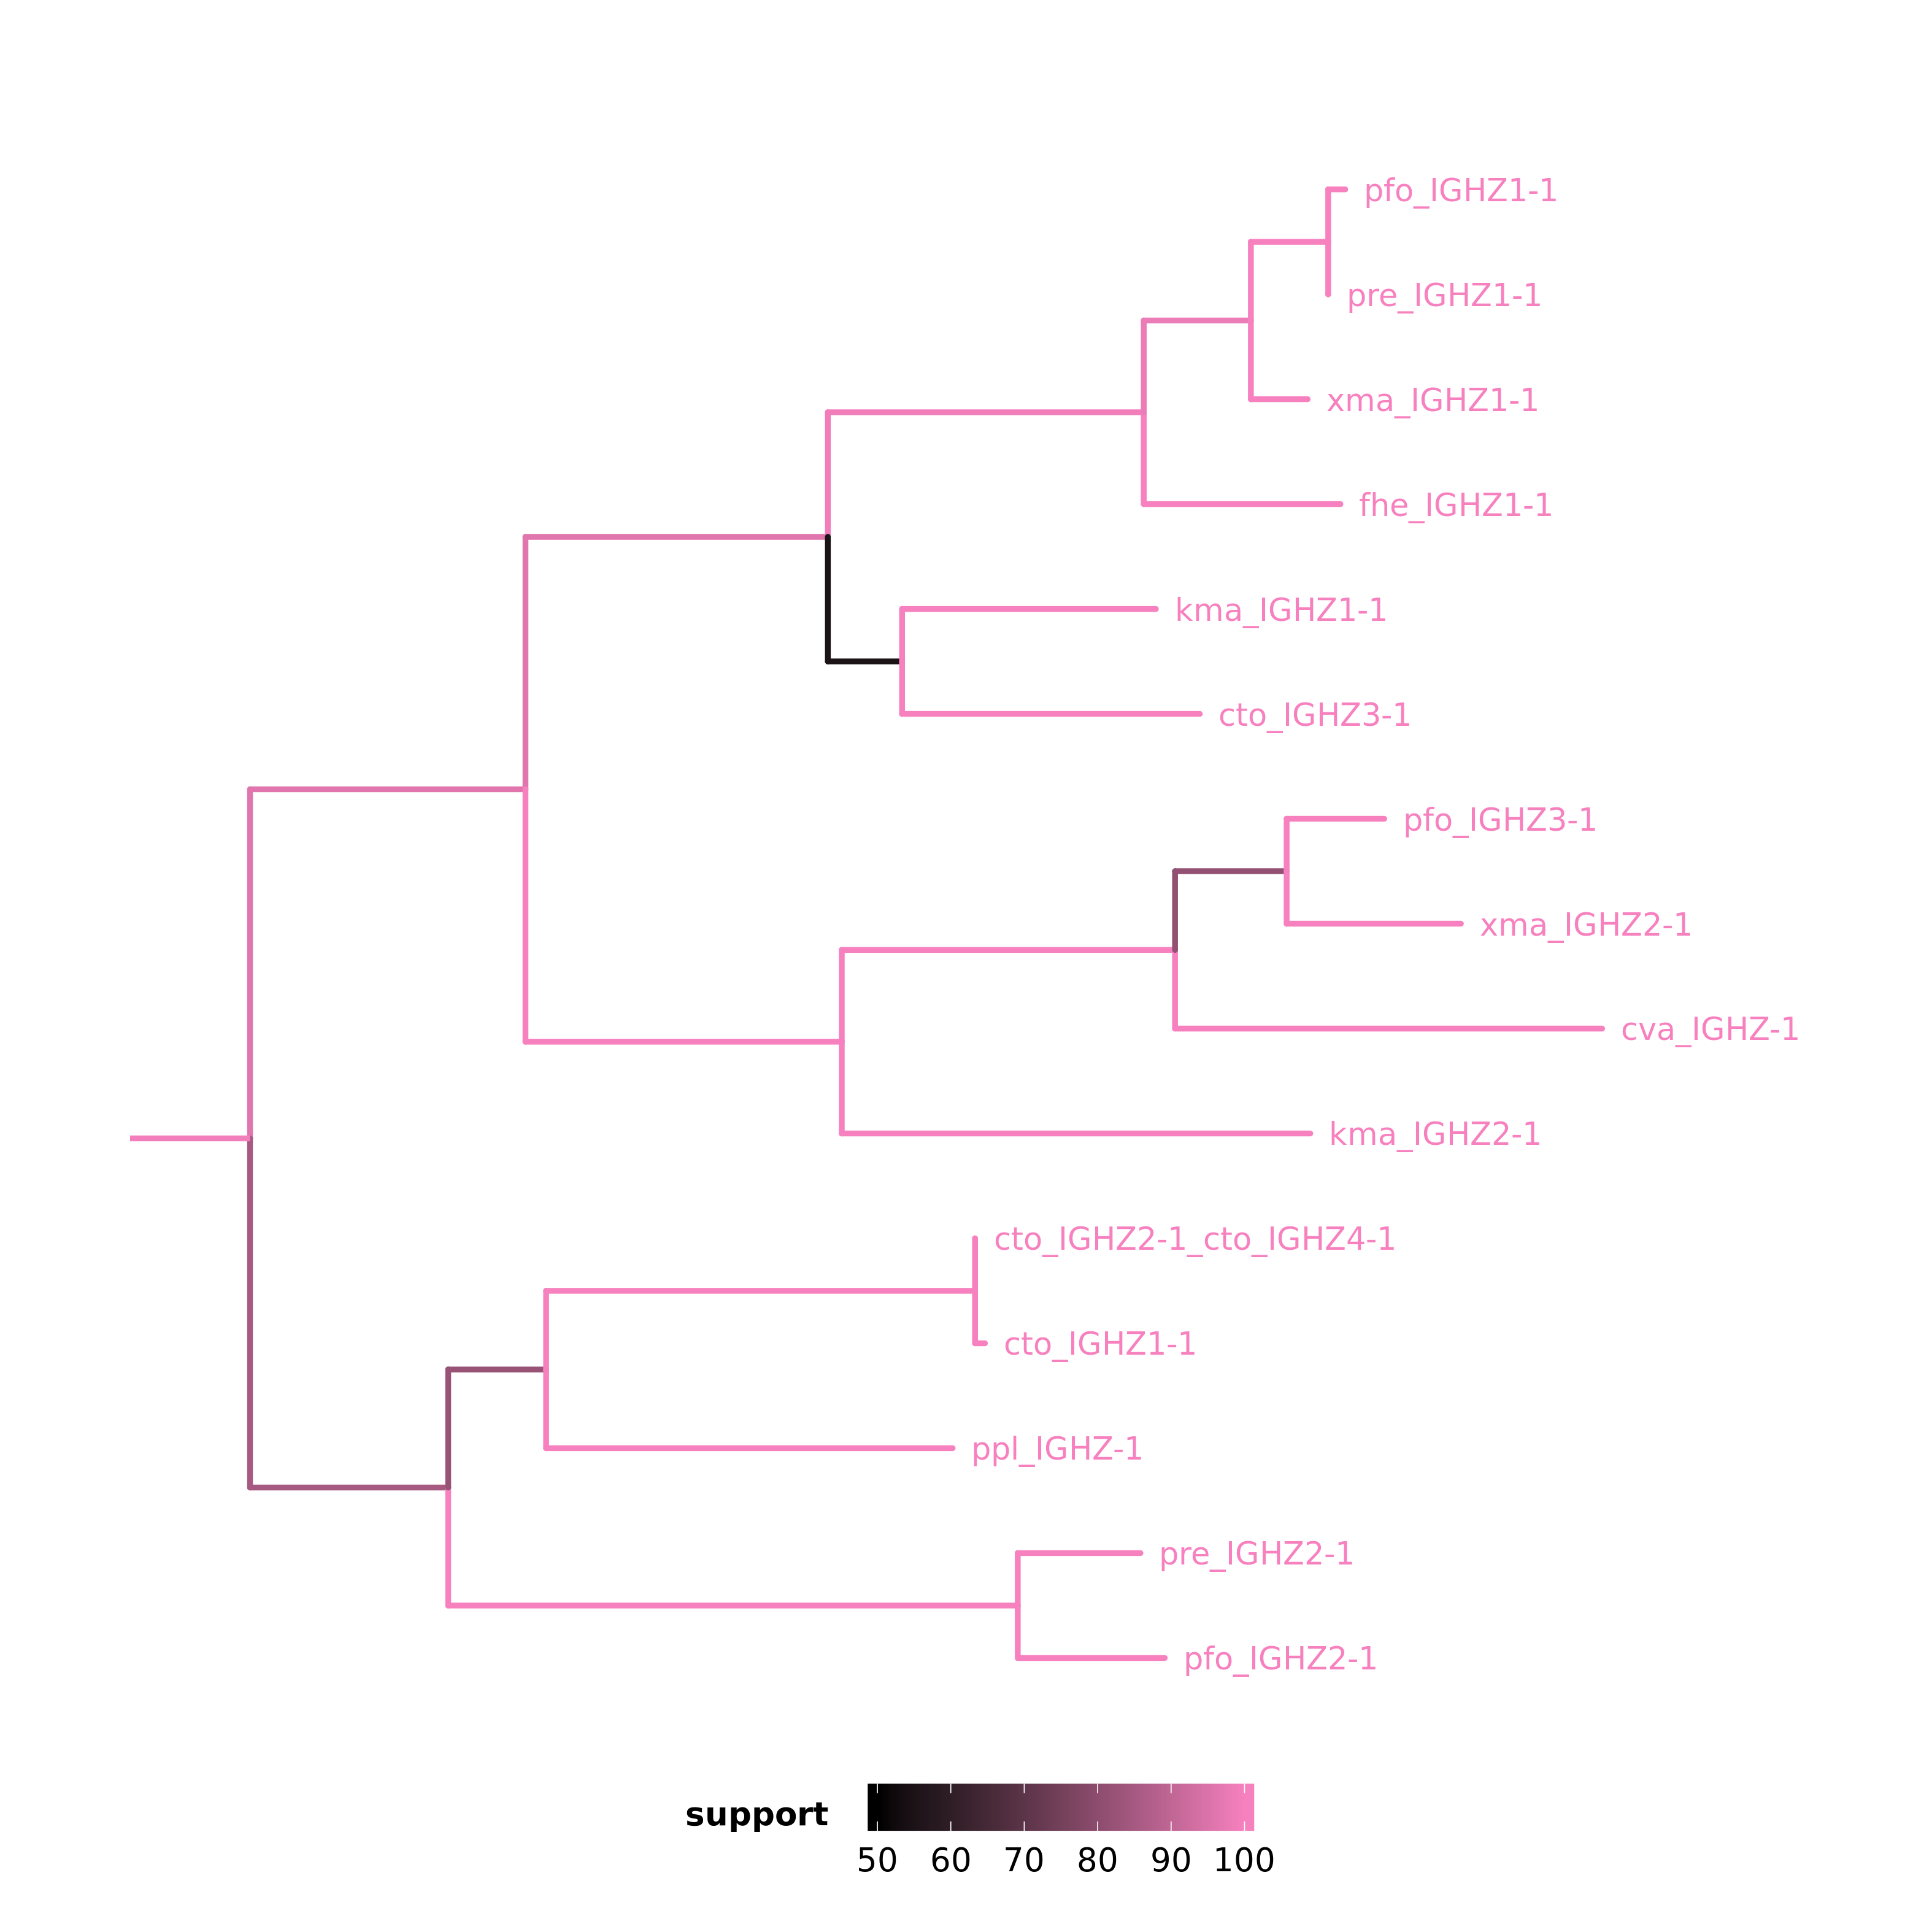 pfo_IGHZ1-1
pre_IGHZ1-1
xma_IGHZ1-1
fhe_IGHZ1-1
kma_IGHZ1-1
cto_IGHZ3-1
pfo_IGHZ3-1
xma_IGHZ2-1
cva_IGHZ-1
kma_IGHZ2-1
cto_IGHZ2-1_cto_IGHZ4-1
cto_IGHZ1-1
ppl_IGHZ-1
pre_IGHZ2-1
pfo_IGHZ2-1
support
50 60 70 80 90 100